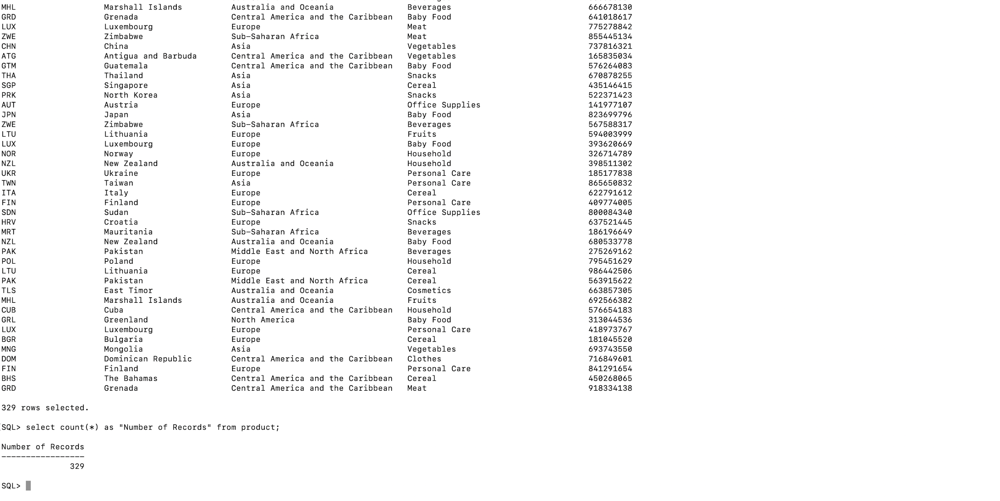 MHL Marshall Islands Australia and Oceania Beverages 666678130
GRD Grenada Central America and the Caribbean Baby Food 641018617
LUX Luxembourg Europe Meat 775278842
ZWE Zimbabwe Sub-Saharan Africa Meat 855445134
CHN China Asia Vegetables 737816321
ATG Antigua and Barbuda Central America and the Caribbean Vegetables 165835034
GTM Guatemala Central America and the Caribbean Baby Food 576264083
THA Thailand Asia Snacks 670878255
SGP Singapore Asia Cereal 435146415
PRK North Korea Asia Snacks 522371423
AUT Austria Europe Office Supplies 141977107
JPN Japan Asia Baby Food 823699796
ZWE Zimbabwe Sub-Saharan Africa Beverages 567588317
LTU Lithuania Europe Fruits 594003999
LUX Luxembourg Europe Baby Food 393620669
NOR Norway Europe Household 326714789
NZL New Zealand Australia and Oceania Household 398511302
UKR Ukraine Europe Personal Care 185177838
TWN Taiwan Asia Personal Care 865650832
ITA Italy Europe Cereal 622791612
FIN Finland Europe Personal Care 409774005
SDN Sudan Sub-Saharan Africa Office Supplies 800084340
HRV Croatia Europe Snacks 637521445
MRT Mauritania Sub-Saharan Africa Beverages 186196649
NZL New Zealand Australia and Oceania Baby Food 680533778
PAK Pakistan Middle East and North Africa Beverages 275269162
POL Poland Europe Household 795451629
LTU Lithuania Europe Cereal 986442506
PAK Pakistan Middle East and North Africa Cereal 563915622
TLS East Timor Australia and Oceania Cosmetics 663857305
MHL Marshall Islands Australia and Oceania Fruits 692566382
CUB Cuba Central America and the Caribbean Household 576654183
GRL Greenland North America Baby Food 313044536
LUX Luxembourg Europe Personal Care 418973767
BGR Bulgaria Europe Cereal 181045520
MNG Mongolia Asia Vegetables 693743550
DOM Dominican Republic Central America and the Caribbean Clothes 716849601
FIN Finland Europe Personal Care 841291654
BHS The Bahamas Central America and the Caribbean Cereal 450268065
GRD Grenada Central America and the Caribbean Meat 918334138
329 rows selected.
SQL> select count(*) as "Number of Records" from product;
Number of Records
-----------------
329
SQL>